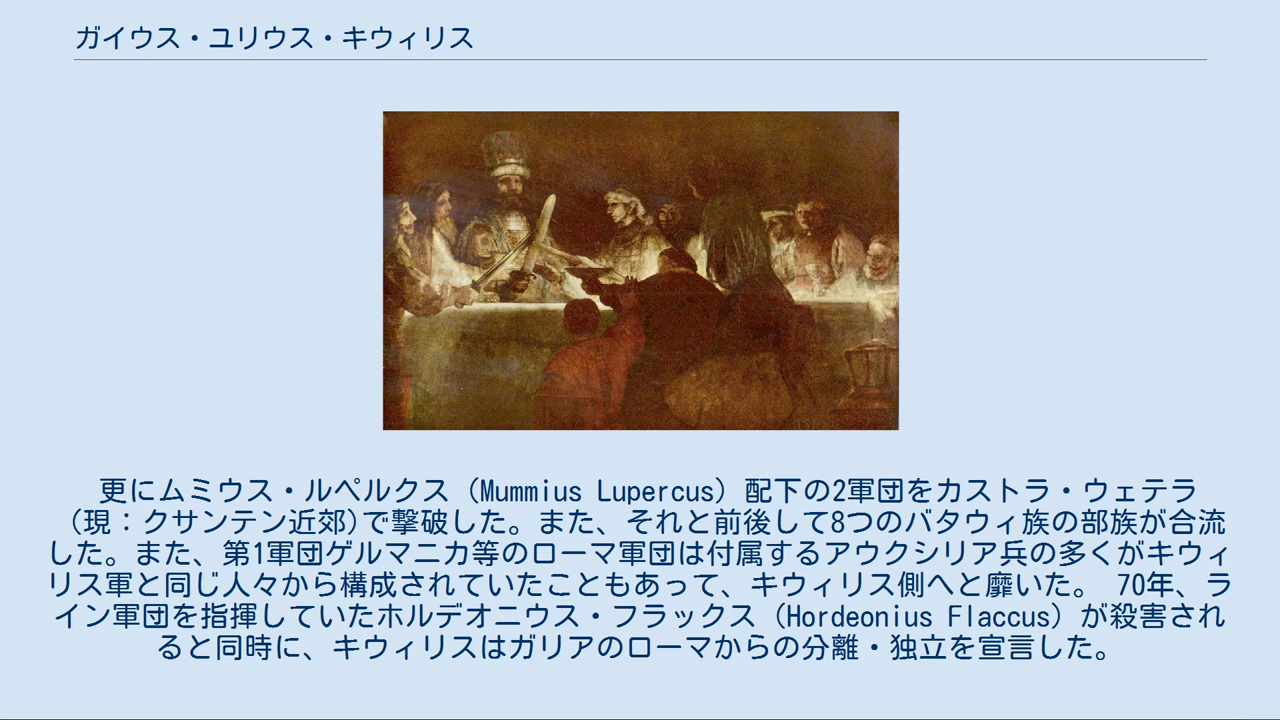 ガイウス・ユリウス・キウィリス
更にムミウス・ルペルクス（Mummius Lupercus）配下の2軍団をカストラ・ウェテラ
（現：クサンテン近郊)で撃破した。また、それと前後して8つのバタウィ族の部族が合流
した。また、第1軍団ゲルマニカ等のローマ軍団は付属するアウクシリア兵の多くがキウィ
リス軍と同じ人々から構成されていたこともあって、キウィリス側へと靡いた。 70年、ラ
イン軍団を指揮していたホルデオニウス・フラックス（Hordeonius Flaccus）が殺害され
ると同時に、キウィリスはガリアのローマからの分離・独立を宣言した。